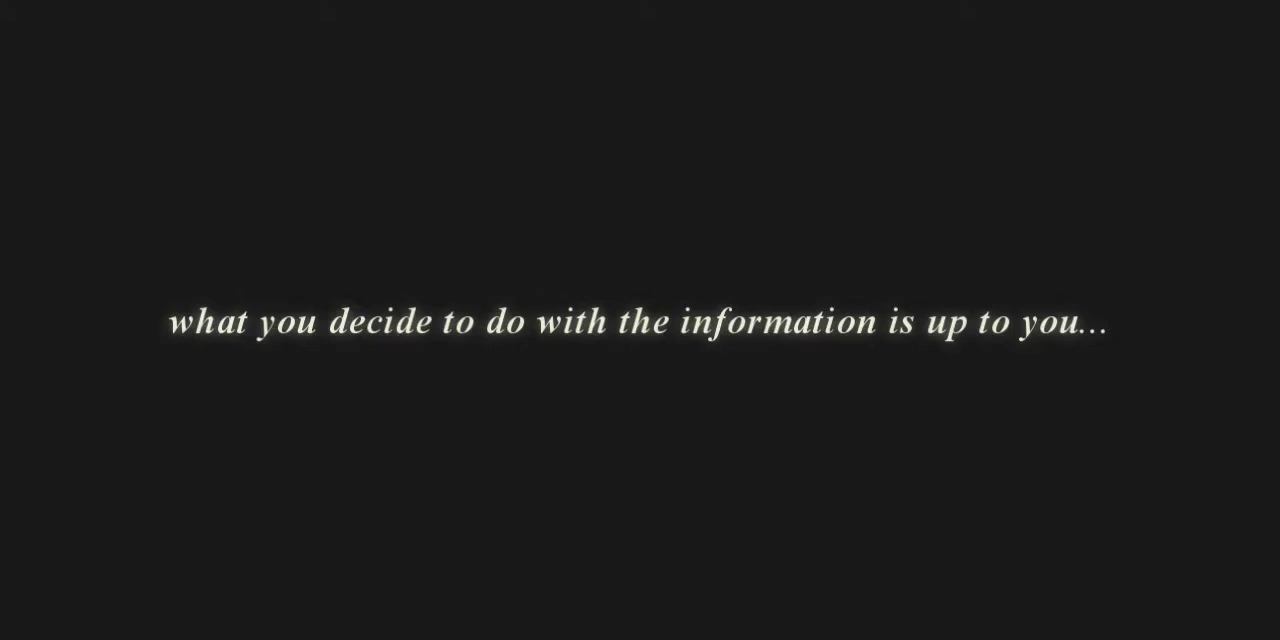 what you decide to do with the information is up to you...